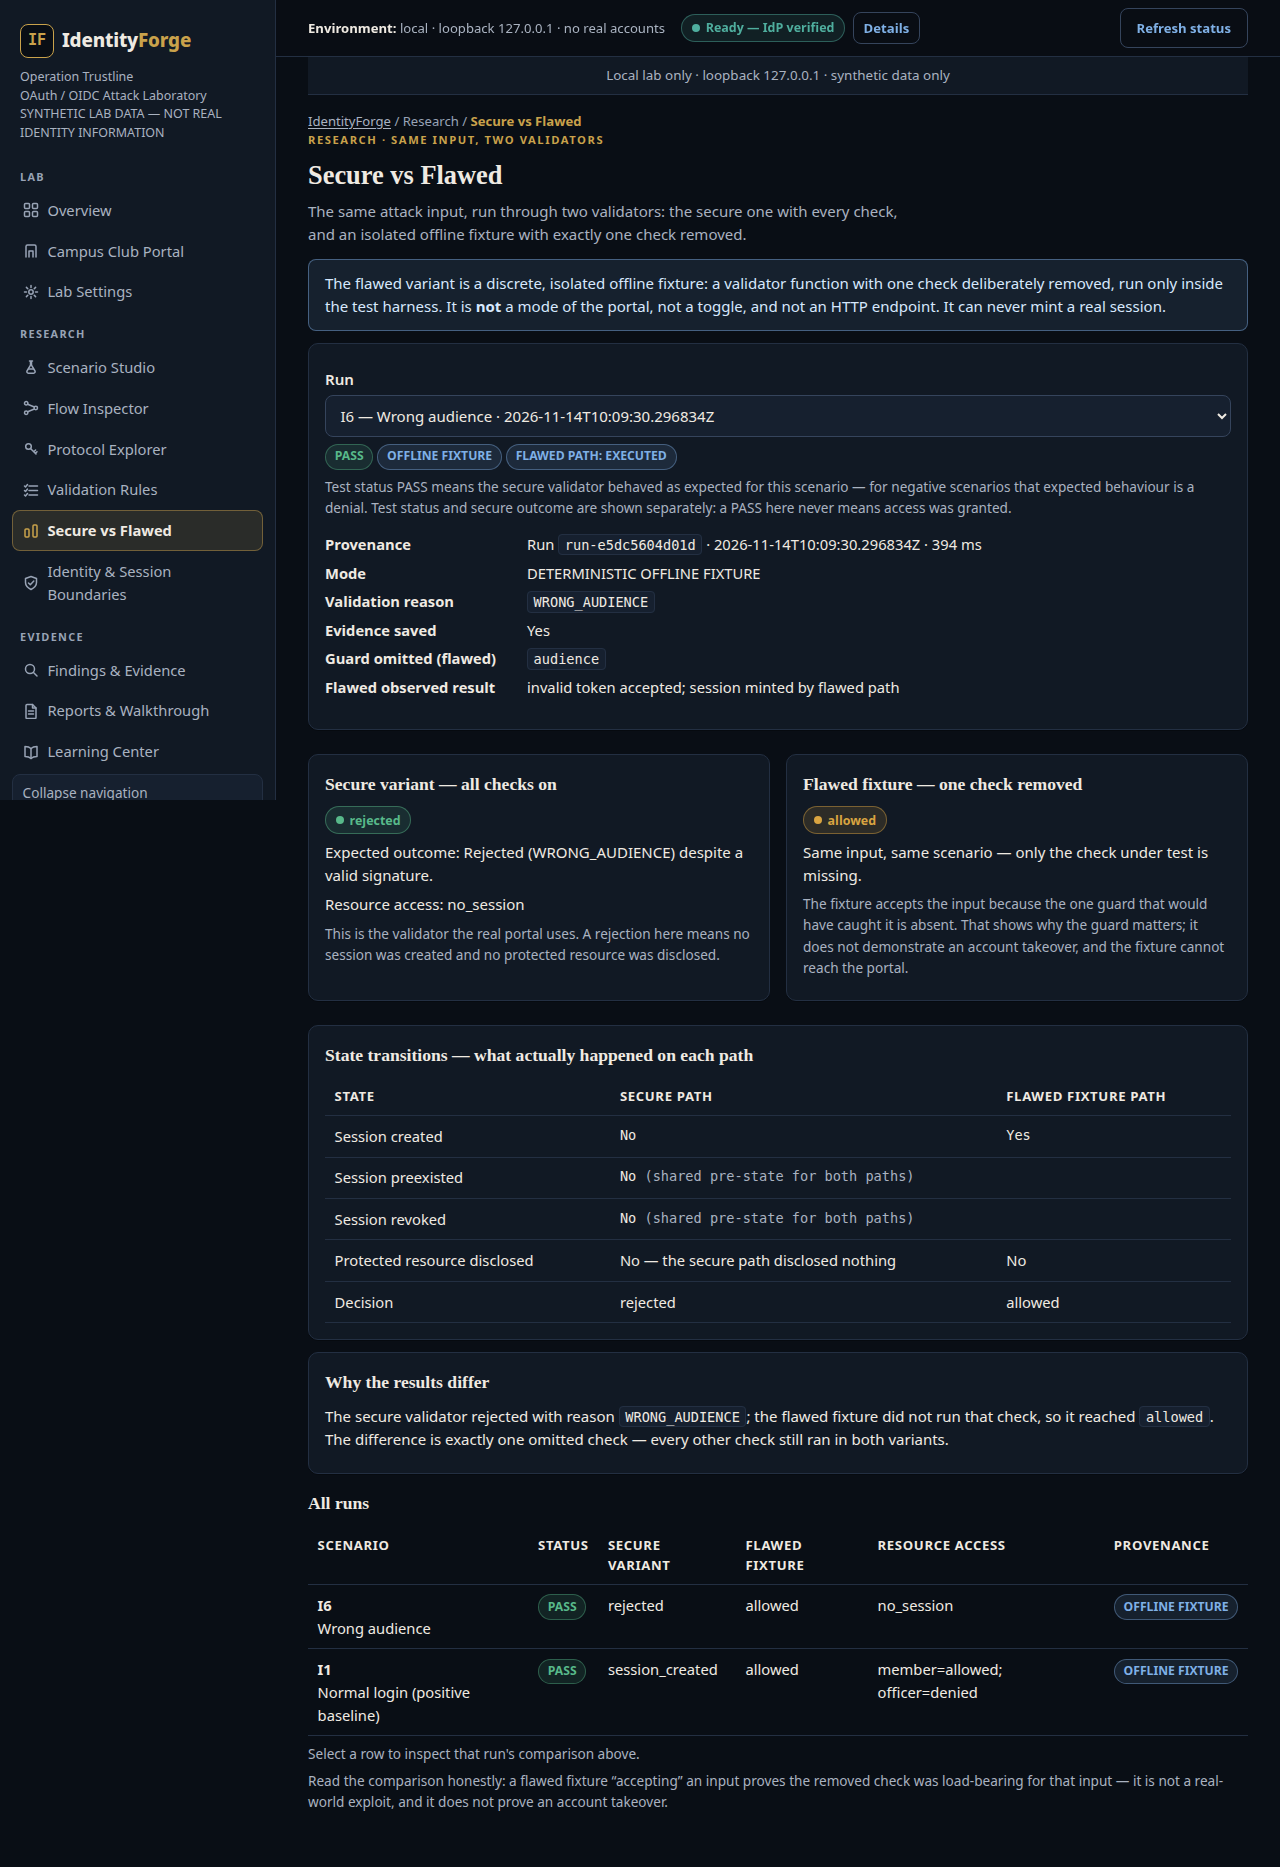 IF IdentityForge
Operation Trustline
OAuth / OIDC Attack Laboratory
SYNTHETIC LAB DATA — NOT REAL
IDENTITY INFORMATION
LAB
Overview
Campus Club Portal
Lab Settings
RESEARCH
Scenario Studio
Flow Inspector
Protocol Explorer
Validation Rules
Secure vs Flawed
Identity & Session
Boundaries
EVIDENCE
Findings & Evidence
Reports & Walkthrough
Learning Center
Collapse navigation
Environment: local · loopback 127.0.0.1 · no real accounts
Ready — IdP verified
Details
Refresh status
Local lab only · loopback 127.0.0.1 · synthetic data only
IdentityForge / Research / Secure vs Flawed
RESEARCH · SAME INPUT, TWO VALIDATORS
Secure vs Flawed
The same attack input, run through two validators: the secure one with every check,
and an isolated offline fixture with exactly one check removed.
The flawed variant is a discrete, isolated offline fixture: a validator function with one check deliberately removed, run only inside
the test harness. It is not a mode of the portal, not a toggle, and not an HTTP endpoint. It can never mint a real session.
Run
I6 — Wrong audience · 2026-11-14T10:09:30.296834Z
PASS OFFLINE FIXTURE FLAWED PATH: EXECUTED
Test status PASS means the secure validator behaved as expected for this scenario — for negative scenarios that expected behaviour is a
denial. Test status and secure outcome are shown separately: a PASS here never means access was granted.
Provenance Run run-e5dc5604d01d · 2026-11-14T10:09:30.296834Z · 394 ms
Mode DETERMINISTIC OFFLINE FIXTURE
Validation reason WRONG_AUDIENCE
Evidence saved Yes
Guard omitted (flawed) audience
Flawed observed result invalid token accepted; session minted by flawed path
Secure variant — all checks on
rejected
Expected outcome: Rejected (WRONG_AUDIENCE) despite a
valid signature.
Resource access: no_session
This is the validator the real portal uses. A rejection here means no
session was created and no protected resource was disclosed.
Flawed fixture — one check removed
allowed
Same input, same scenario — only the check under test is
missing.
The fixture accepts the input because the one guard that would
have caught it is absent. That shows why the guard matters; it
does not demonstrate an account takeover, and the fixture cannot
reach the portal.
State transitions — what actually happened on each path
STATE SECURE PATH FLAWED FIXTURE PATH
Session created No Yes
Session preexisted No (shared pre-state for both paths)
Session revoked No (shared pre-state for both paths)
Protected resource disclosed No — the secure path disclosed nothing No
Decision rejected allowed
Why the results differ
The secure validator rejected with reason WRONG_AUDIENCE; the flawed fixture did not run that check, so it reached allowed.
The difference is exactly one omitted check — every other check still ran in both variants.
All runs
SCENARIO STATUS SECURE VARIANT FLAWED FIXTURE RESOURCE ACCESS PROVENANCE
I6 PASS rejected allowed no_session OFFLINE FIXTURE
Wrong audience
I1 PASS session_created allowed member=allowed; OFFLINE FIXTURE
Normal login (positive officer=denied
baseline)
Select a row to inspect that run's comparison above.
Read the comparison honestly: a flawed fixture “accepting” an input proves the removed check was load-bearing for that input — it is not a real-
world exploit, and it does not prove an account takeover.